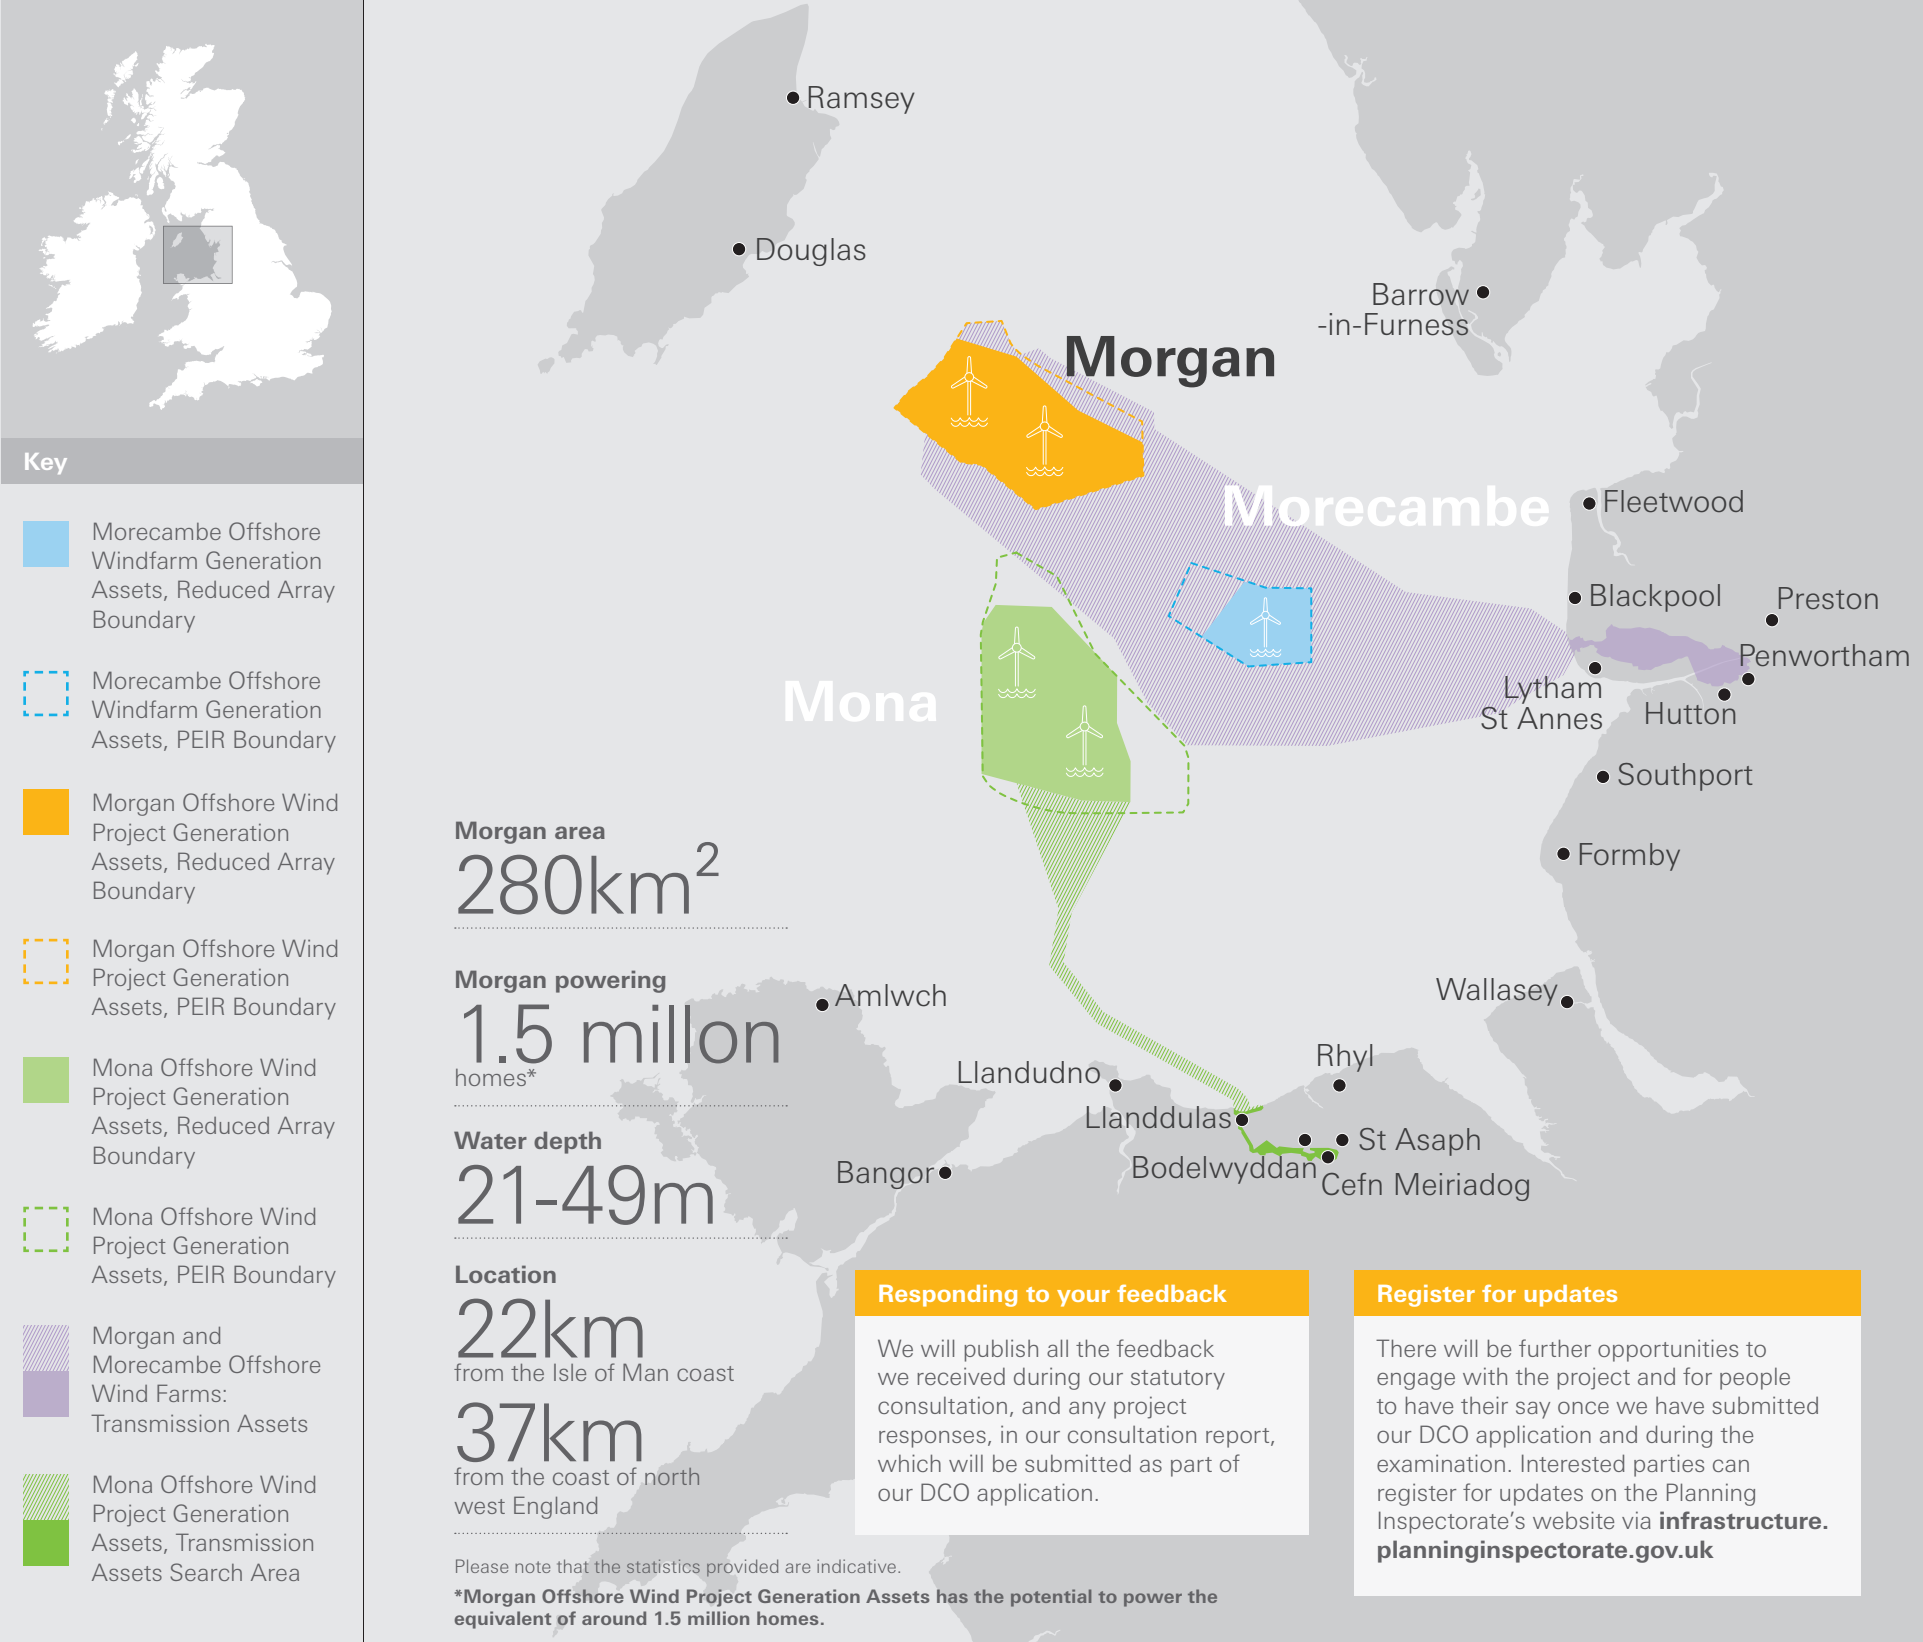 Key
Morecambe Offshore
Windfarm Generation
Assets, Reduced Array
Boundary
Morecambe Offshore
Windfarm Generation
Assets, PEIR Boundary
Morgan Offshore Wind
Project Generation
Assets, Reduced Array
Boundary
Morgan Offshore Wind
Project Generation
Assets, PEIR Boundary
Mona Offshore Wind
Project Generation
Assets, Reduced Array
Boundary
Mona Offshore Wind
Project Generation
Assets, PEIR Boundary
Morgan and
Morecambe Offshore
Wind Farms:
Transmission Assets
Mona Offshore Wind
Project Generation
Assets, Transmission
Assets Search Area
Ramsey
Douglas
Barrow
-in-Furness
Morgan
Morecambe
Fleetwood
Blackpool
Preston
Penwortham
Lytham
St Annes
Hutton
Mona
Southport
Formby
Wallasey
Amlwch
Rhyl
Llandudno
Llanddulas
St Asaph
Bodelwyddan
Cefn Meiriadog
Bangor
Morgan area
280km²
Morgan powering
1.5 millon
homes*
Water depth
21-49m
Location
22km
from the Isle of Man coast
37km
from the coast of north
west England
Please note that the statistics provided are indicative.
*Morgan Offshore Wind Project Generation Assets has the potential to power the
equivalent of around 1.5 million homes.
Responding to your feedback
We will publish all the feedback
we received during our statutory
consultation, and any project
responses, in our consultation report,
which will be submitted as part of
our DCO application.
Register for updates
There will be further opportunities to
engage with the project and for people
to have their say once we have submitted
our DCO application and during the
examination. Interested parties can
register for updates on the Planning
Inspectorate's website via infrastructure.
planninginspectorate.gov.uk